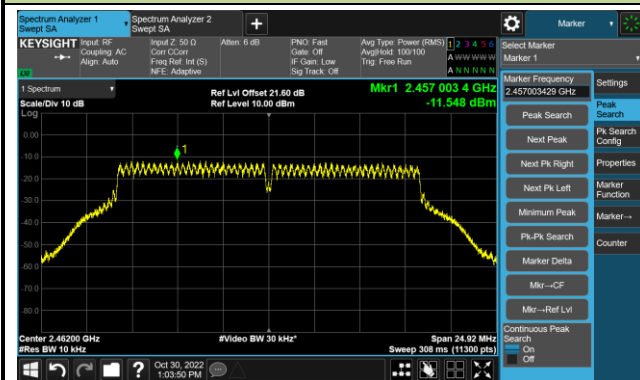 Spectrum Analyzer 1
Swept SA
Spectrum Analyzer 2
Swept SA
+
Marker
KEYSIGHT
Input: RF
Coupling: AC
Align: Auto
Input Z: 50 Ω
Corr CCorr
Freq Ref: Int (S)
NFE: Adaptive
Atten: 6 dB
PNO: Fast
Gate: Off
IF Gain: Low
Sig Track: Off
Avg Type: Power (RMS)
Avg|Hold: 100/100
Trig: Free Run
1 2 3 4 5 6
A W W W W W
A N N N N N
Select Marker
Marker 1
1 Spectrum
Scale/Div 10 dB
Log
Ref Lvl Offset 21.60 dB
Ref Level 10.00 dBm
Mkr1 2.457 003 4 GHz
-11.548 dBm
1
0.00
-10.0
-20.0
-30.0
-40.0
-50.0
-60.0
-70.0
-80.0
Center 2.46200 GHz
#Res BW 10 kHz
#Video BW 30 kHz*
Span 24.92 MHz
Sweep 308 ms (11300 pts)
Marker Frequency
2.457003429 GHz
Peak Search
Next Peak
Next Pk Right
Next Pk Left
Minimum Peak
Pk-Pk Search
Marker Delta
Mkr→CF
Mkr→Ref Lvl
Continuous Peak
Search
On
Off
Settings
Peak
Search
Pk Search
Config
Properties
Marker
Function
Marker→
Counter
?
Oct 30, 2022
1:03:50 PM